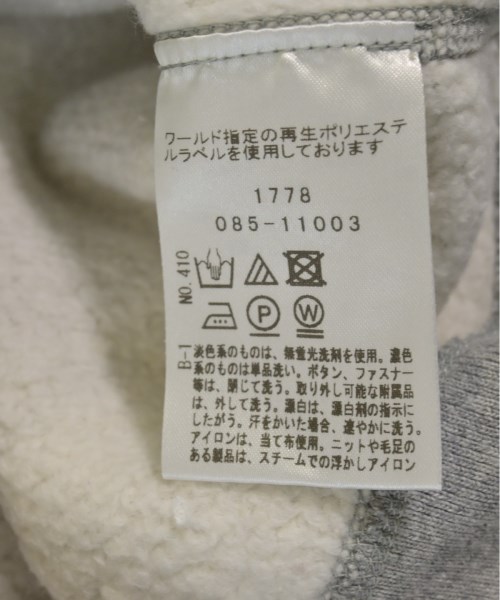 ワールド指定の再生ポリエステ
ルラベルを使用しております
1778
085-11003
NO.410
P
W
B-1
淡色系のものは、無蛍光洗剤を使用。濃色
系のものは単品洗い。ボタン、ファスナー
等は、閉じて洗う。取り外し可能な附属品
は、外して洗う。漂白は、漂白剤の指示に
したがう。汗をかいた場合、速やかに洗う。
アイロンは、当て布使用。ニットや毛足の
ある製品は、スチームでの浮かしアイロン